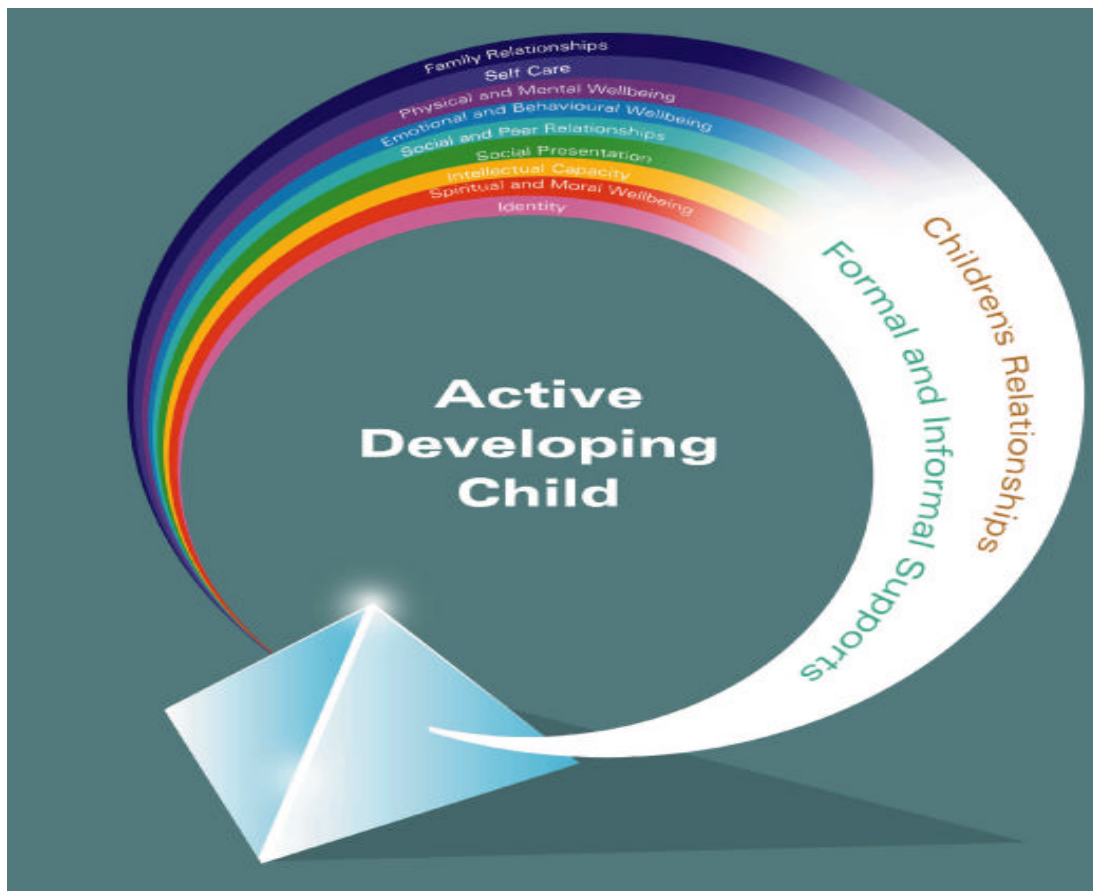 Family Relationships
Self Care
Physical and Mental Wellbeing
Emotional and Behavioural Wellbeing
Social and Peer Relationships
Social Presentation
Intellectual Capacity
Spiritual and Moral Wellbeing
Identity
Children's Relationships
Formal and Informal Supports
Active
Developing
Child